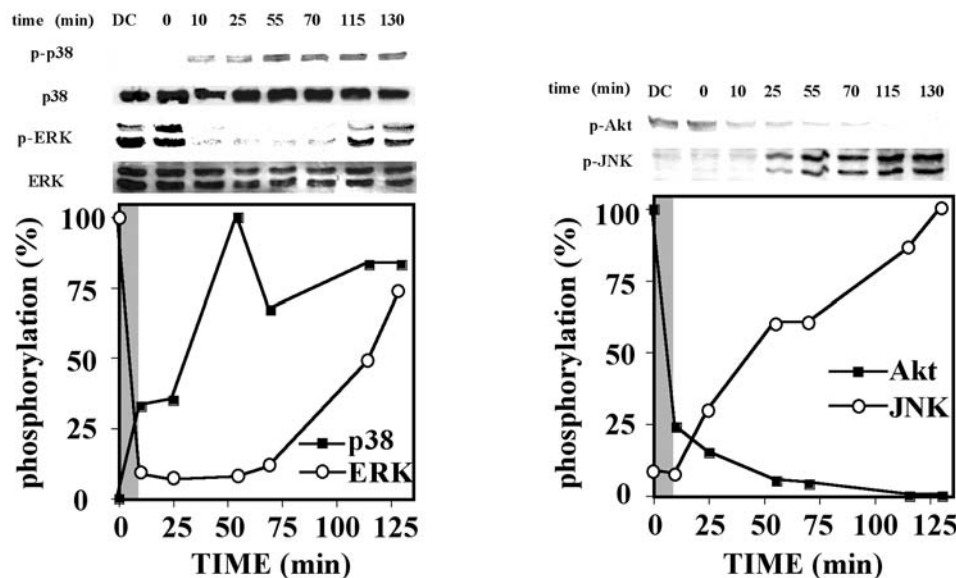 time (min) DC 0 10 25 55 70 115 130
p-p38
p38
p-ERK
ERK
phosphorylation (%)
100
75
50
25
0
p38
ERK
0 25 50 75 100 125
TIME (min)
time (min) DC 0 10 25 55 70 115 130
p-Akt
p-JNK
phosphorylation (%)
100
75
50
25
0
Akt
JNK
0 25 50 75 100 125
TIME (min)